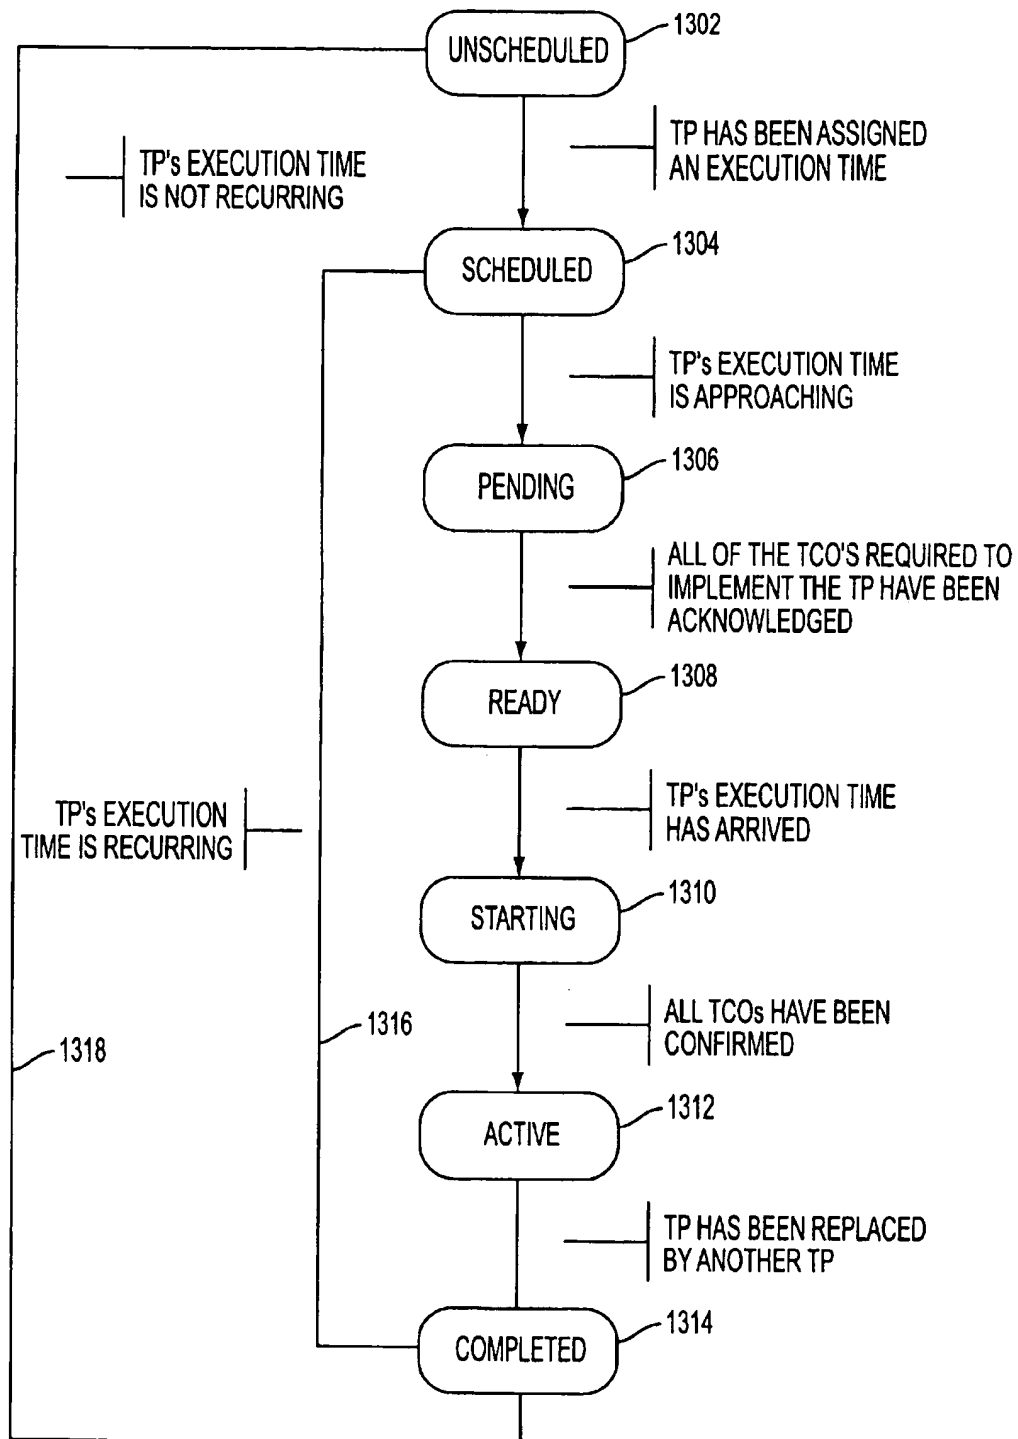 1302
UNSCHEDULED
TP HAS BEEN ASSIGNED
AN EXECUTION TIME
TP's EXECUTION TIME
IS NOT RECURRING
1304
SCHEDULED
TP's EXECUTION TIME
IS APPROACHING
1306
PENDING
ALL OF THE TCO'S REQUIRED TO
IMPLEMENT THE TP HAVE BEEN
ACKNOWLEDGED
1308
READY
TP's EXECUTION TIME
HAS ARRIVED
TP's EXECUTION
TIME IS RECURRING
1310
STARTING
ALL TCOs HAVE BEEN
CONFIRMED
1316
1318
1312
ACTIVE
TP HAS BEEN REPLACED
BY ANOTHER TP
1314
COMPLETED